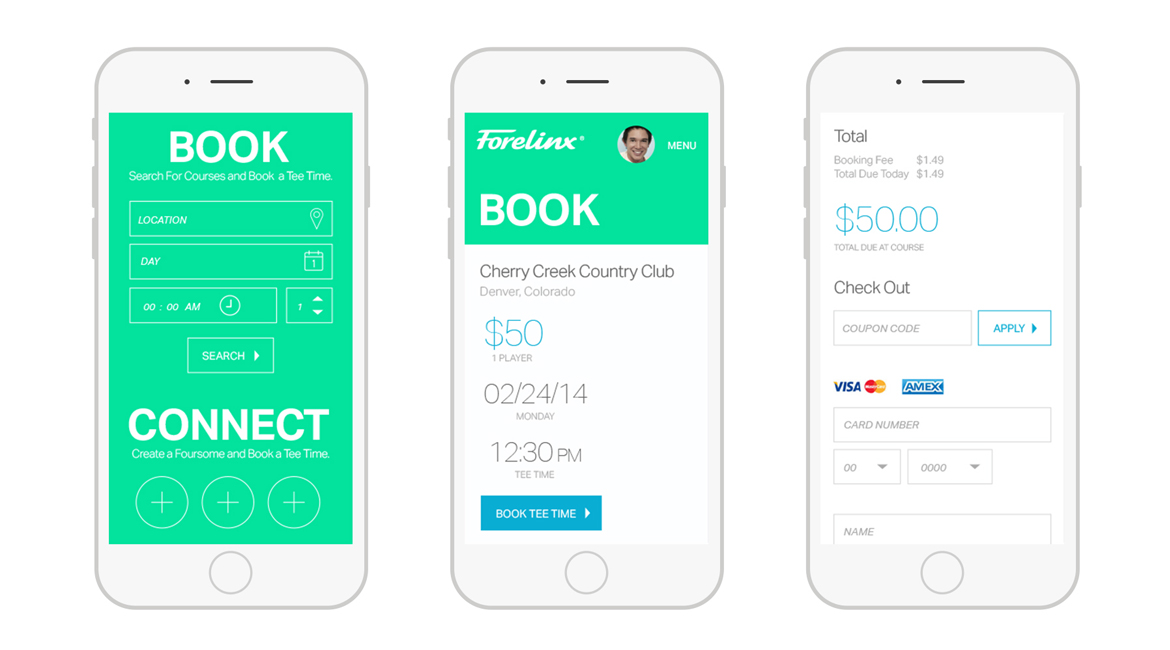 BOOK
Search For Courses and Book a Tee Time.
LOCATION
DAY
1
00 : 00 AM
1
SEARCH
CONNECT
Create a Foursome and Book a Tee Time.
Forelinx®
MENU
BOOK
Cherry Creek Country Club
Denver, Colorado
$50
1 PLAYER
02/24/14
MONDAY
12:30 PM
TEE TIME
BOOK TEE TIME
Total
Booking Fee $1.49
Total Due Today $1.49
$50.00
TOTAL DUE AT COURSE
Check Out
COUPON CODE
APPLY
VISA MasterCard AMEX
CARD NUMBER
00 0000
NAME